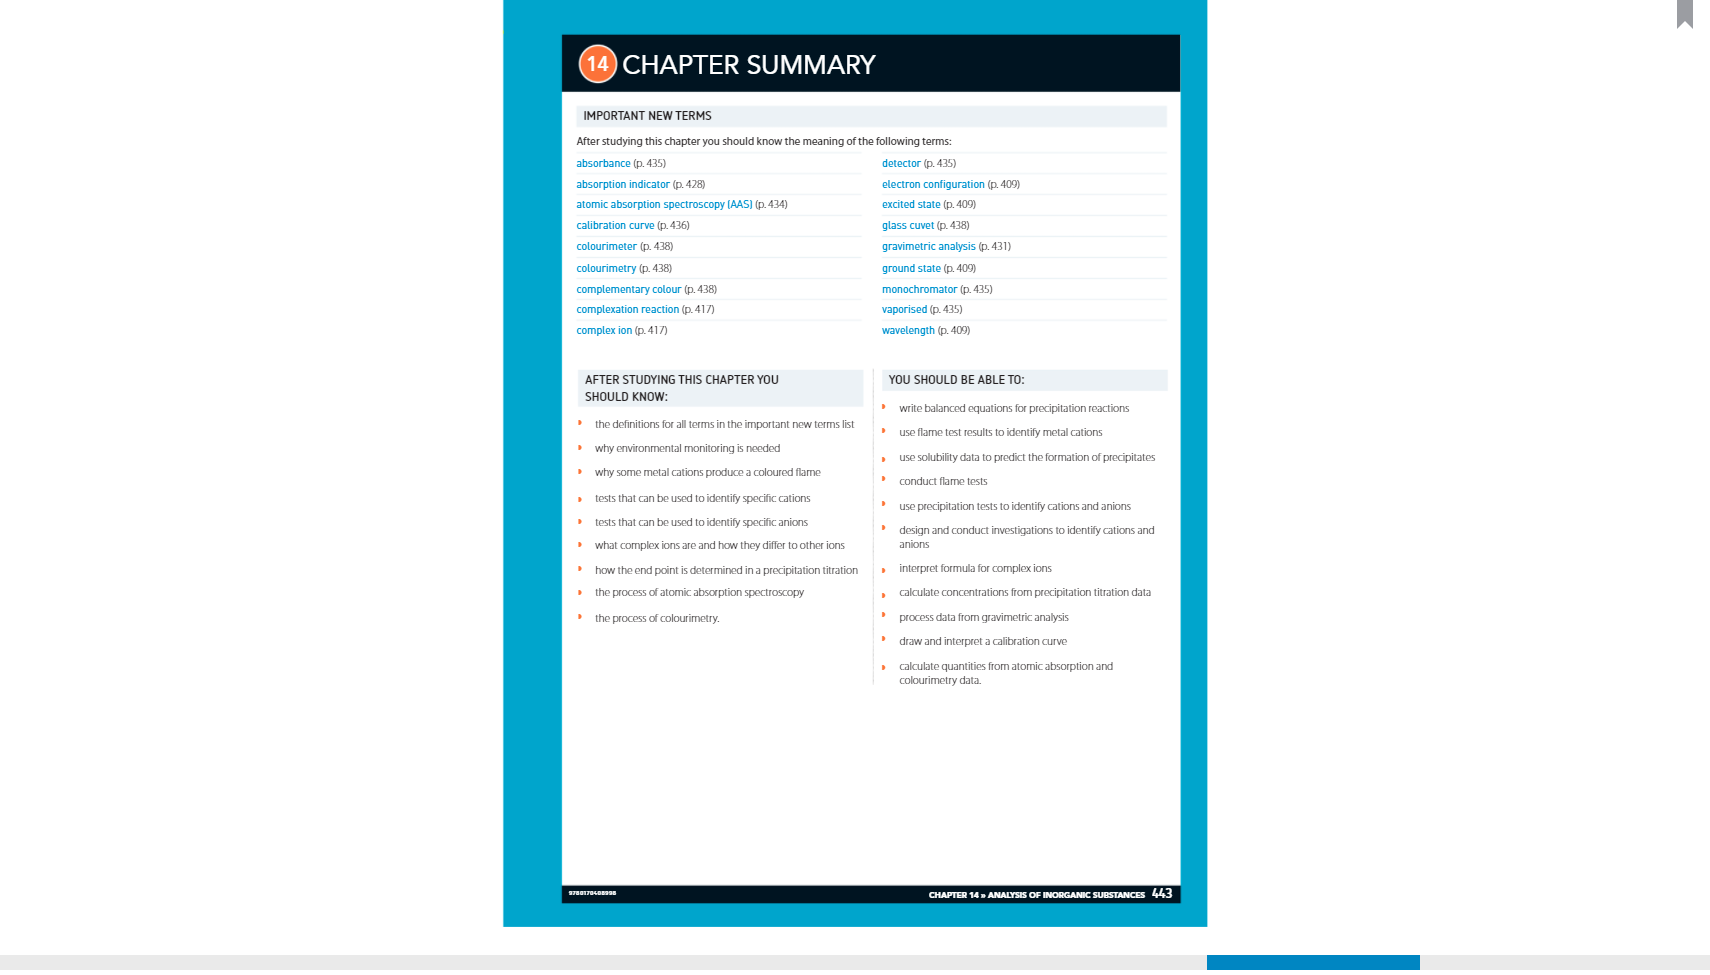 14 CHAPTER SUMMARY
IMPORTANT NEW TERMS
After studying this chapter you should know the meaning of the following terms:
absorbance (p. 435)
absorption indicator (p. 428)
atomic absorption spectroscopy (AAS) (p. 434)
calibration curve (p. 436)
colourimeter (p. 438)
colourimetry (p. 438)
complementary colour (p. 438)
complexation reaction (p. 417)
complex ion (p. 417)
detector (p. 435)
electron configuration (p. 409)
excited state (p. 409)
glass cuvet (p. 438)
gravimetric analysis (p. 431)
ground state (p. 409)
monochromator (p. 435)
vaporised (p. 435)
wavelength (p. 409)
AFTER STUDYING THIS CHAPTER YOU
SHOULD KNOW:
the definitions for all terms in the important new terms list
why environmental monitoring is needed
why some metal cations produce a coloured flame
tests that can be used to identify specific cations
tests that can be used to identify specific anions
what complex ions are and how they differ to other ions
how the end point is determined in a precipitation titration
the process of atomic absorption spectroscopy
the process of colourimetry.
YOU SHOULD BE ABLE TO:
write balanced equations for precipitation reactions
use flame test results to identify metal cations
use solubility data to predict the formation of precipitates
conduct flame tests
use precipitation tests to identify cations and anions
design and conduct investigations to identify cations and
anions
interpret formula for complex ions
calculate concentrations from precipitation titration data
process data from gravimetric analysis
draw and interpret a calibration curve
calculate quantities from atomic absorption and
colourimetry data.
9780170408998
CHAPTER 14 » ANALYSIS OF INORGANIC SUBSTANCES 443